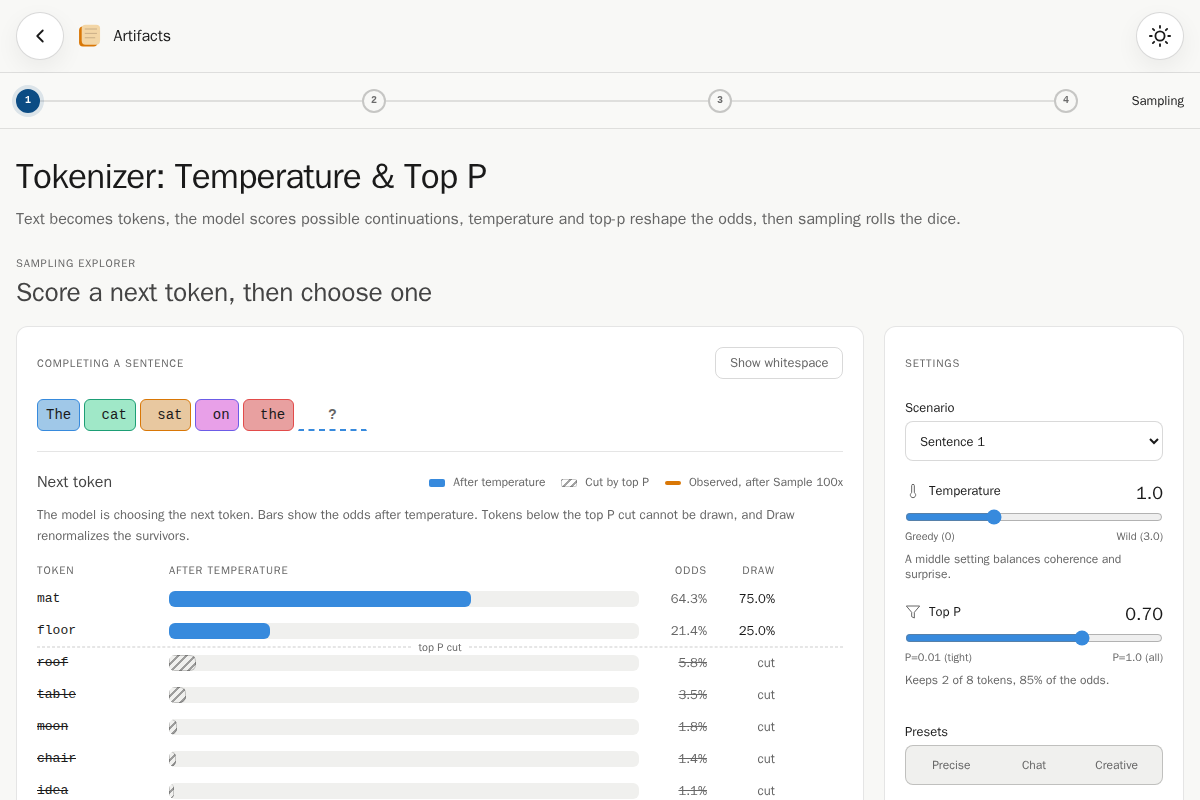 Artifacts
1
2
3
4
Sampling
Tokenizer: Temperature & Top P
Text becomes tokens, the model scores possible continuations, temperature and top-p reshape the odds, then sampling rolls the dice.
SAMPLING EXPLORER
Score a next token, then choose one
COMPLETING A SENTENCE
Show whitespace
The cat sat on the ?
Next token
After temperature
Cut by top P
Observed, after Sample 100x
The model is choosing the next token. Bars show the odds after temperature. Tokens below the top P cut cannot be drawn, and Draw
renormalizes the survivors.
TOKEN AFTER TEMPERATURE ODDS DRAW
mat 64.3% 75.0%
floor 21.4% 25.0%
top P cut
roof 5.8% cut
table 3.5% cut
moon 1.8% cut
chair 1.4% cut
idea 1.1% cut
SETTINGS
Scenario
Sentence 1
Temperature 1.0
Greedy (0) Wild (3.0)
A middle setting balances coherence and
surprise.
Top P 0.70
P=0.01 (tight) P=1.0 (all)
Keeps 2 of 8 tokens, 85% of the odds.
Presets
Precise Chat Creative